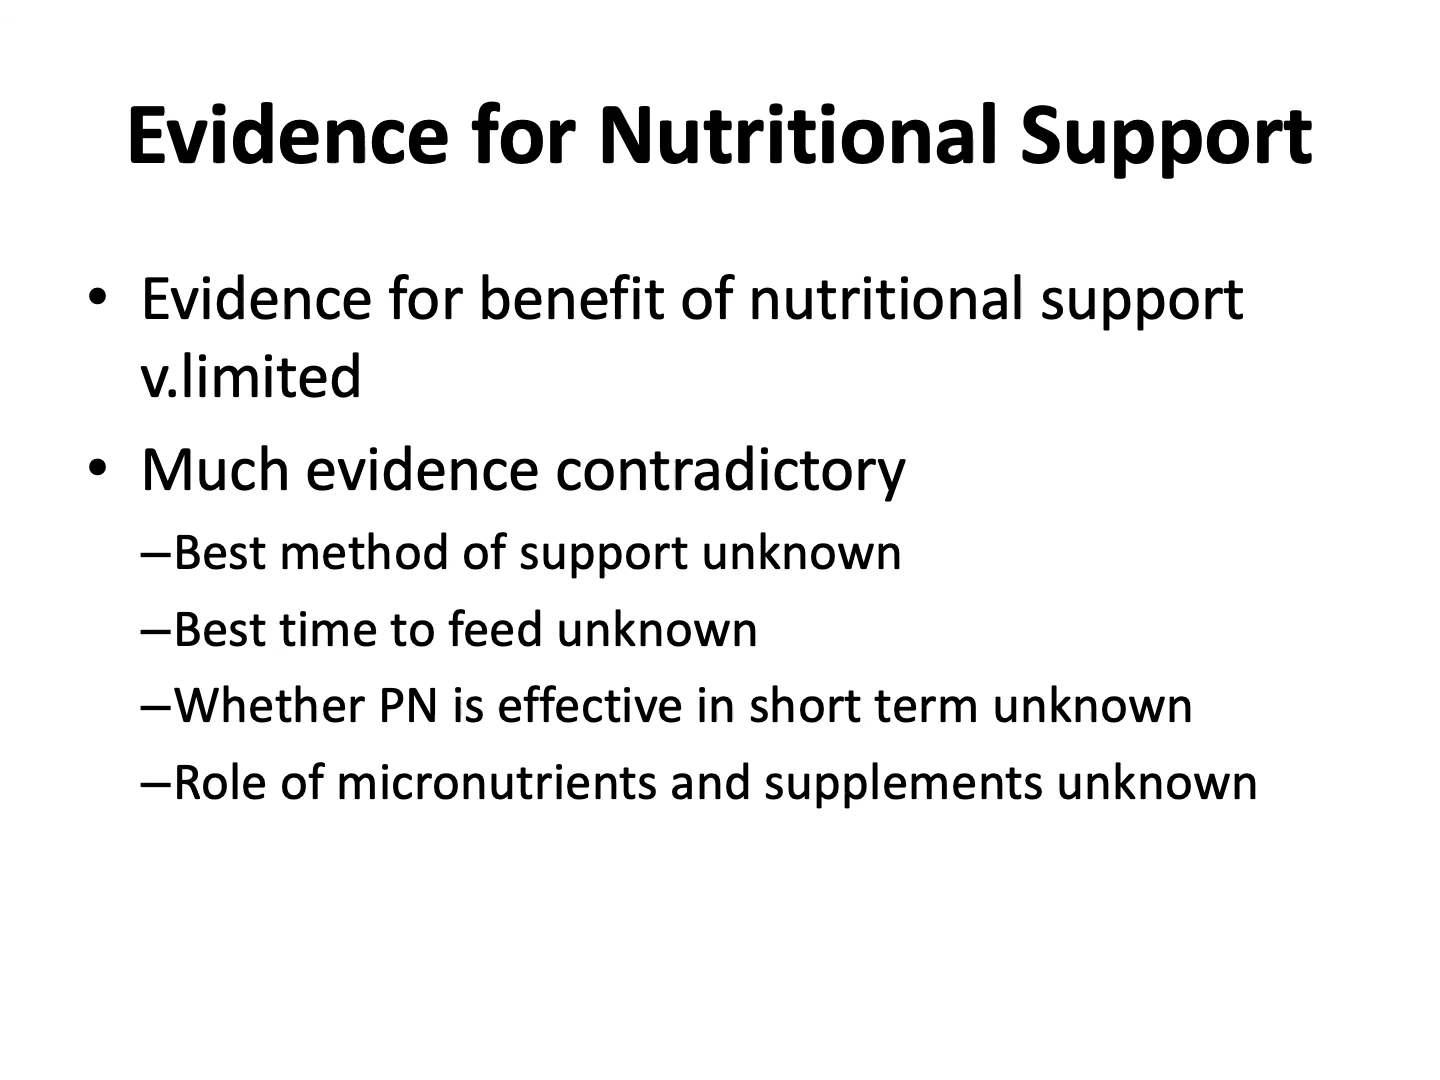 Evidence for Nutritional Support
• Evidence for benefit of nutritional support
v.limited
• Much evidence contradictory
–Best method of support unknown
–Best time to feed unknown
–Whether PN is effective in short term unknown
–Role of micronutrients and supplements unknown